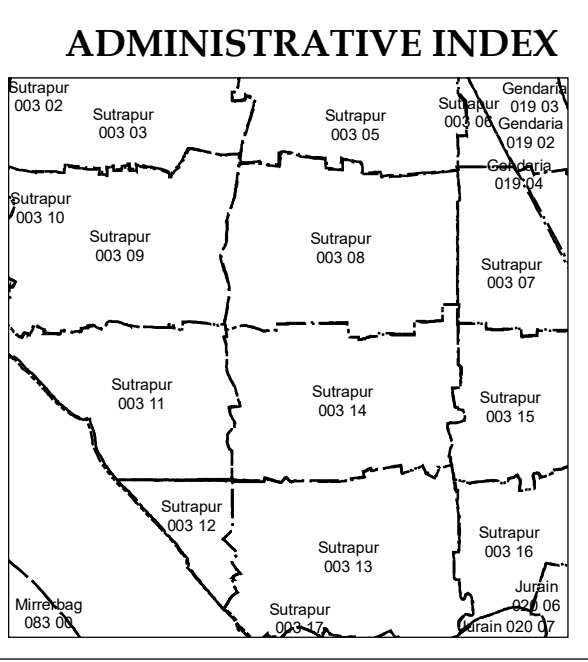 ADMINISTRATIVE INDEX
Sutrapur
003 02
Sutrapur
003 03
Sutrapur
003 05
Sutrapur
003 06
Gendaria
019 03
Gendaria
019 02
Gendaria
019 04
Sutrapur
003 10
Sutrapur
003 09
Sutrapur
003 08
Sutrapur
003 07
Sutrapur
003 11
Sutrapur
003 14
Sutrapur
003 15
Sutrapur
003 12
Sutrapur
003 13
Sutrapur
003 16
Mirrerbag
083 00
Sutrapur
003 17
Jurain
020 06
Jurain 020 07